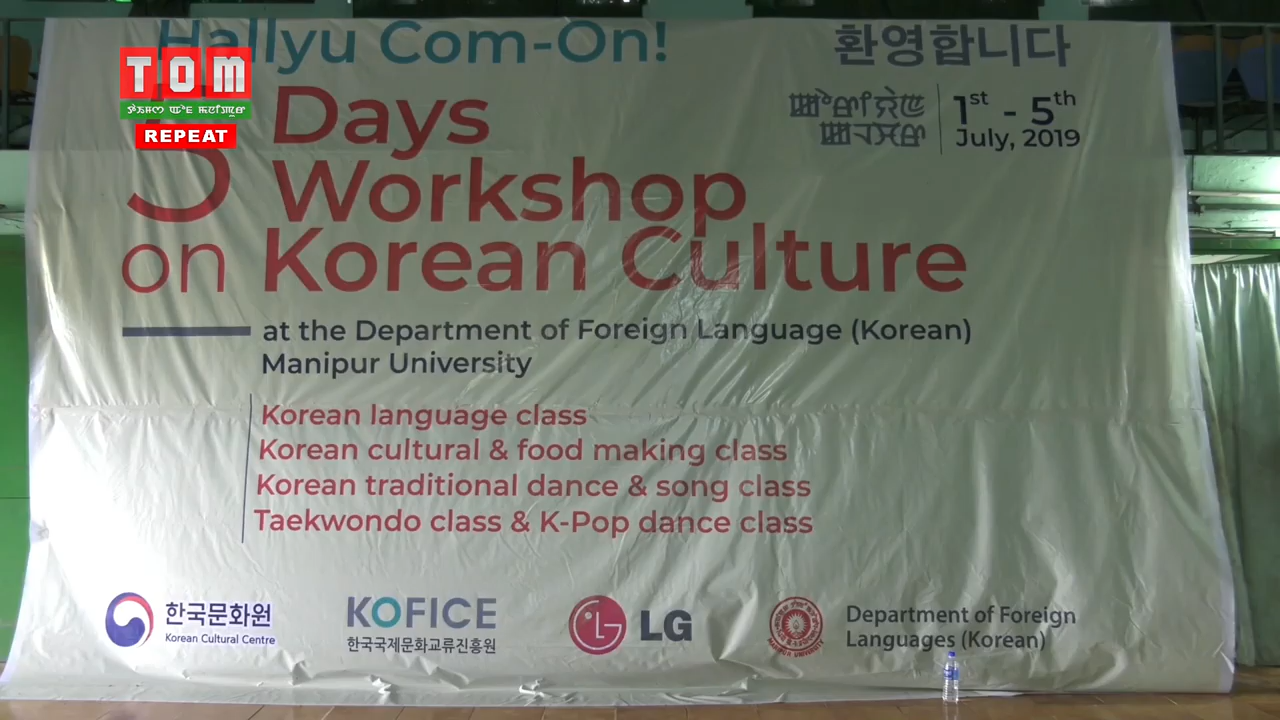 Hallyu Com-On!
환영합니다
TOM
REPEAT
1st - 5th
July, 2019
5 Days
Workshop
on Korean Culture
at the Department of Foreign Language (Korean)
Manipur University
Korean language class
Korean cultural & food making class
Korean traditional dance & song class
Taekwondo class & K-Pop dance class
한국문화원
Korean Cultural Centre
KOFICE
한국국제문화교류진흥원
LG
Department of Foreign
Languages (Korean)